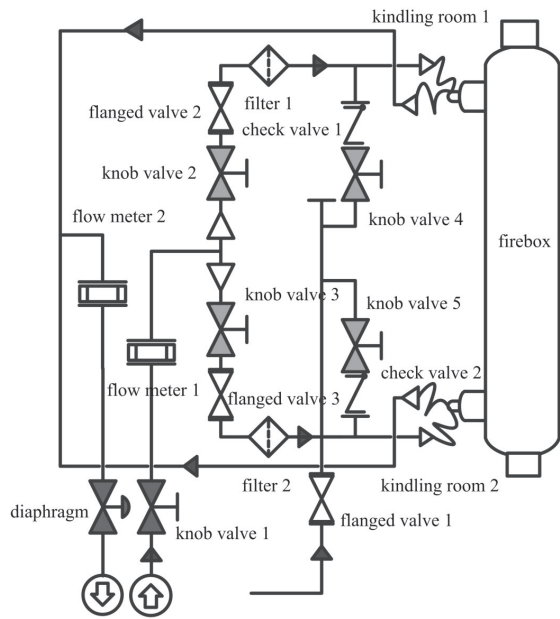 kindling room 1
flanged valve 2
filter 1
check valve 1
knob valve 2
knob valve 4
flow meter 2
firebox
knob valve 3
knob valve 5
flow meter 1
flanged valve 3
check valve 2
filter 2
kindling room 2
diaphragm
knob valve 1
flanged valve 1